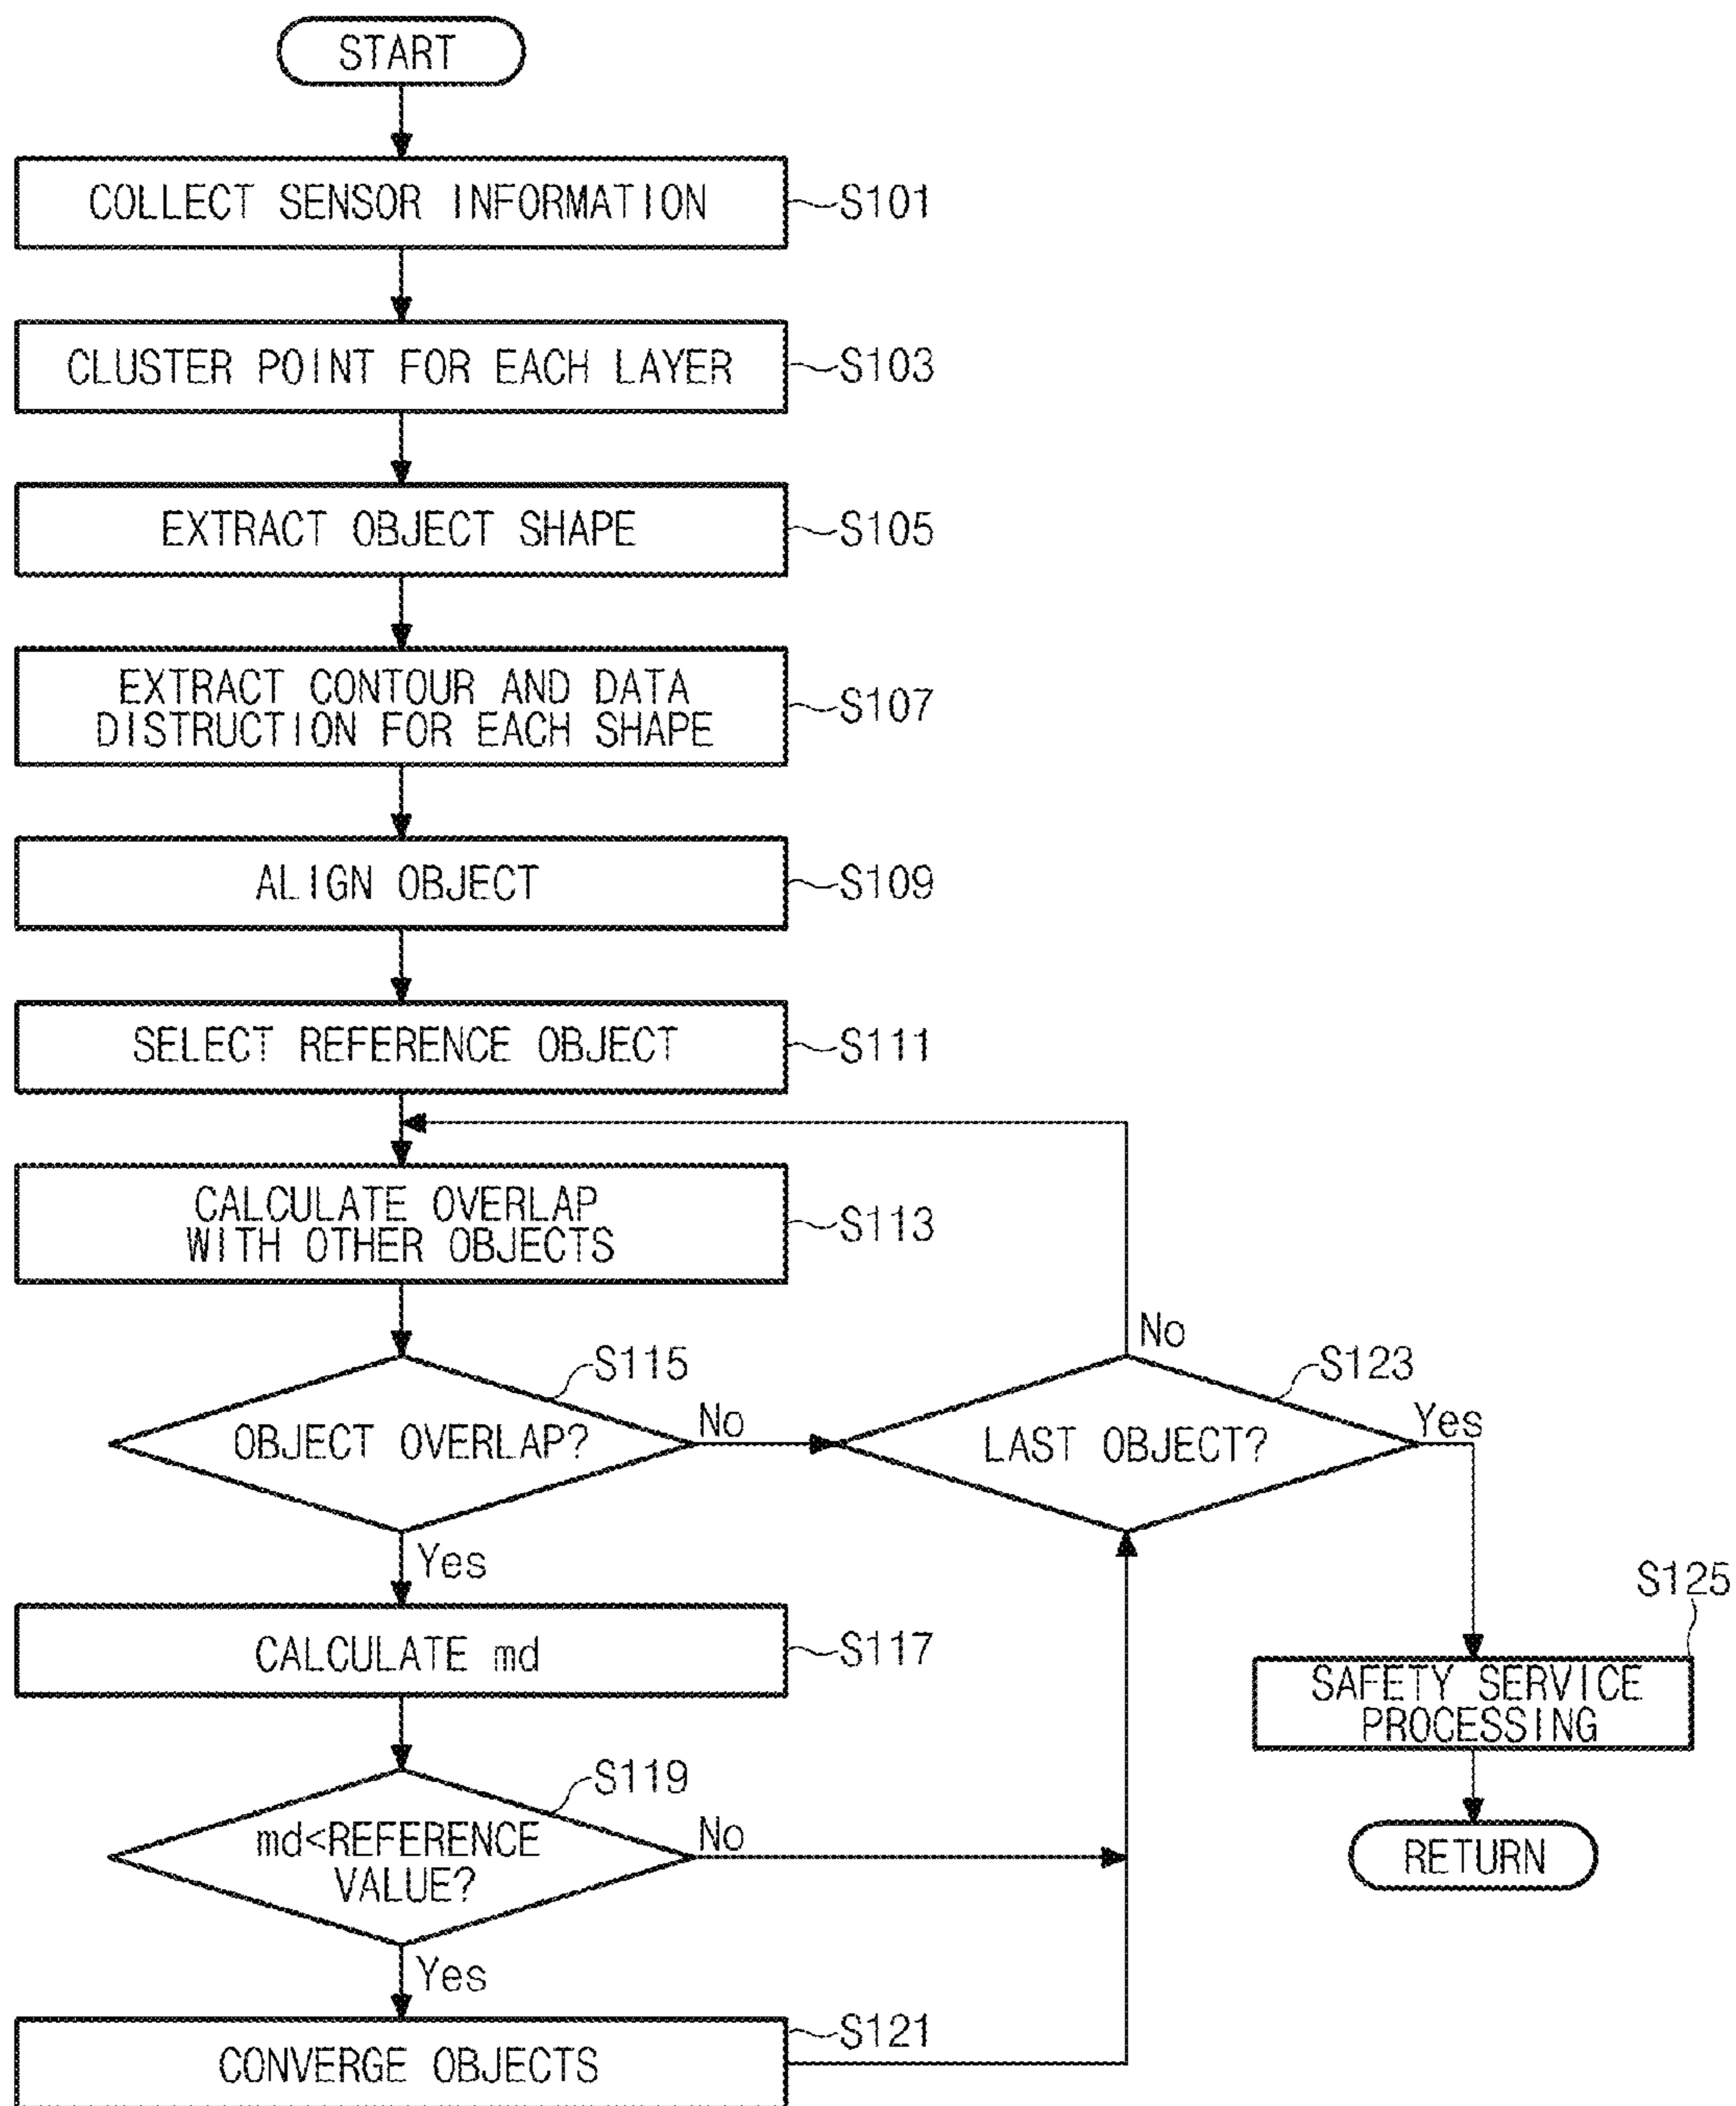 START
COLLECT SENSOR INFORMATION
S101
CLUSTER POINT FOR EACH LAYER
S103
EXTRACT OBJECT SHAPE
S105
EXTRACT CONTOUR AND DATA
DISTRUCTION FOR EACH SHAPE
S107
ALIGN OBJECT
S109
SELECT REFERENCE OBJECT
S111
CALCULATE OVERLAP
WITH OTHER OBJECTS
S113
OBJECT OVERLAP?
S115
No
Yes
LAST OBJECT?
S123
No
Yes
CALCULATE md
S117
md<REFERENCE
VALUE?
S119
No
Yes
CONVERGE OBJECTS
S121
S125
SAFETY SERVICE
PROCESSING
RETURN